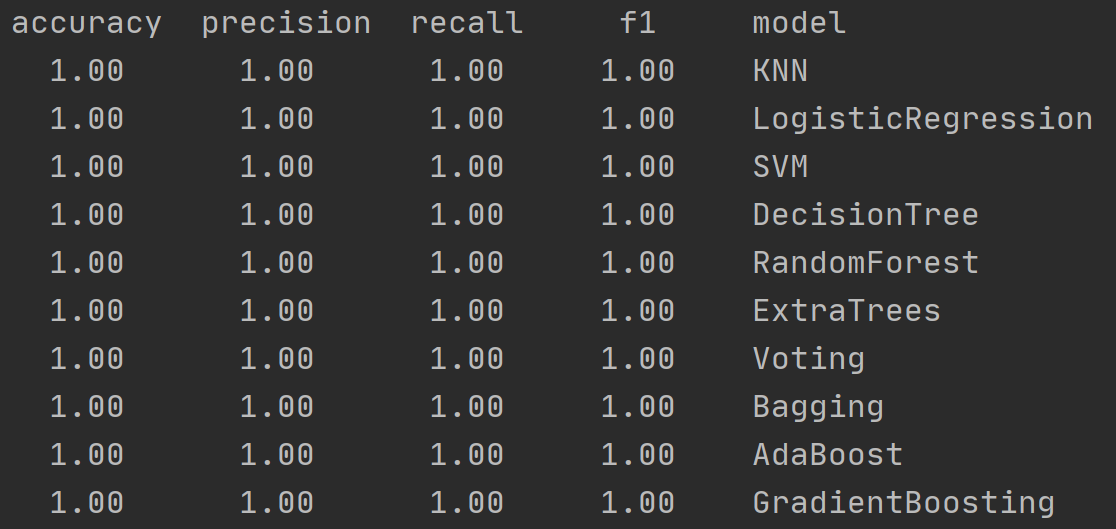 accuracy precision recall f1 model
1.00 1.00 1.00 1.00 KNN
1.00 1.00 1.00 1.00 LogisticRegression
1.00 1.00 1.00 1.00 SVM
1.00 1.00 1.00 1.00 DecisionTree
1.00 1.00 1.00 1.00 RandomForest
1.00 1.00 1.00 1.00 ExtraTrees
1.00 1.00 1.00 1.00 Voting
1.00 1.00 1.00 1.00 Bagging
1.00 1.00 1.00 1.00 AdaBoost
1.00 1.00 1.00 1.00 GradientBoosting